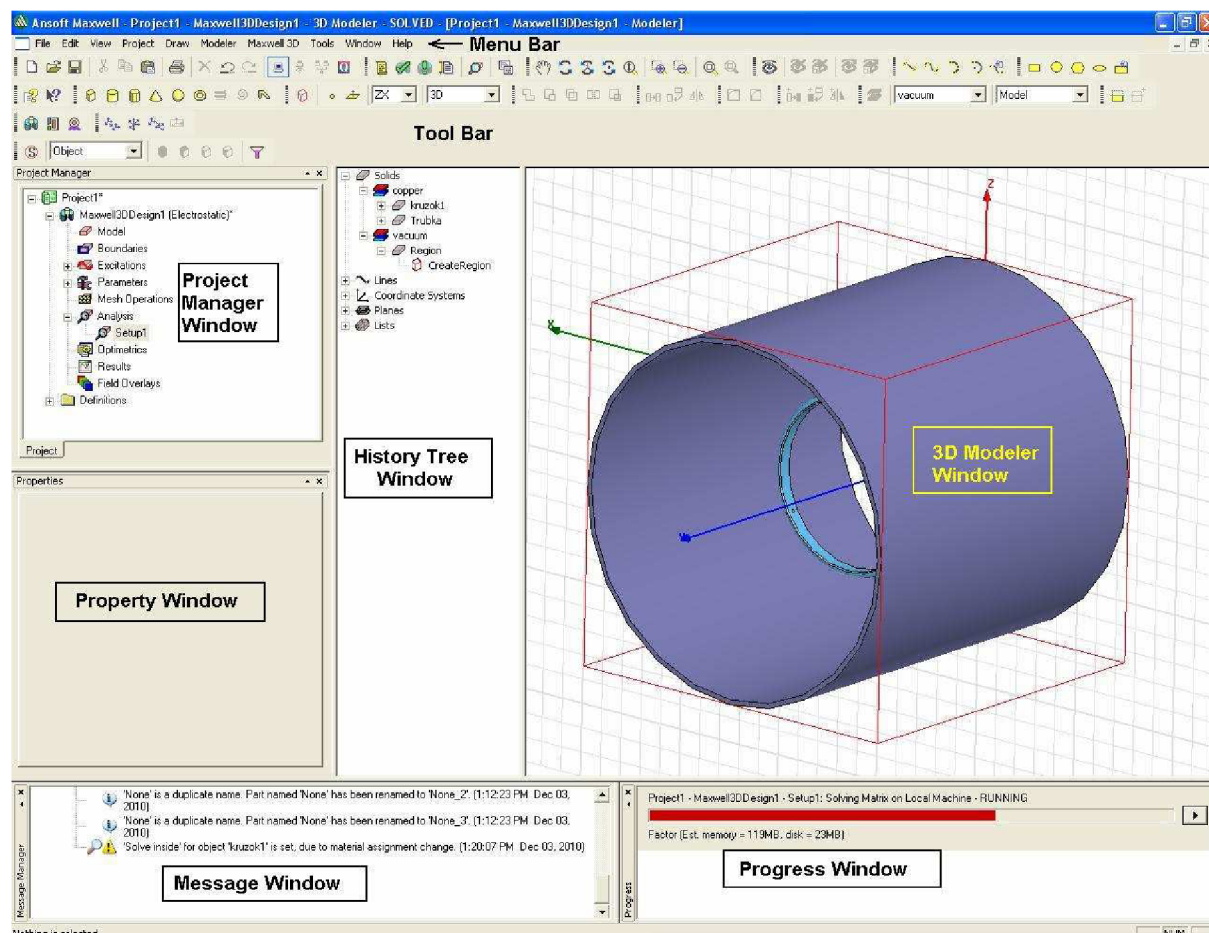 Ansoft Maxwell - Project1 - Maxwell3DDesign1 - 3D Modeler - SOLVED - [Project1 - Maxwell3DDesign1 - Modeler]
File Edit View Project Draw Modeler Maxwell 3D Tools Window Help
Menu Bar
ZX 3D vacuum Model
Tool Bar
Object
Project Manager
Project1*
Maxwell3DDesign1 (Electrostatic)*
Model
Boundaries
Excitations
Parameters
Mesh Operations
Analysis
Setup1
Optimetrics
Results
Field Overlays
Definitions
Project
Project
Manager
Window
Solids
copper
kruzok1
Trubka
vacuum
Region
CreateRegion
Lines
Coordinate Systems
Planes
Lists
History Tree
Window
Z
X
3D Modeler
Window
Properties
Property Window
'None' is a duplicate name. Part named 'None' has been renamed to 'None_2'. (1:12:23 PM Dec 03,
2010)
'None' is a duplicate name. Part named 'None' has been renamed to 'None_3'. (1:12:23 PM Dec 03,
2010)
'Solve inside' for object 'kruzok1' is set, due to material assignment change. (1:20:07 PM Dec 03, 2010)
Message Manager
Message Window
Project1 - Maxwell3DDesign1 - Setup1: Solving Matrix on Local Machine - RUNNING
Factor (Est. memory = 119MB, disk = 23MB)
Progress
Progress Window
Nothing is selected
NUM